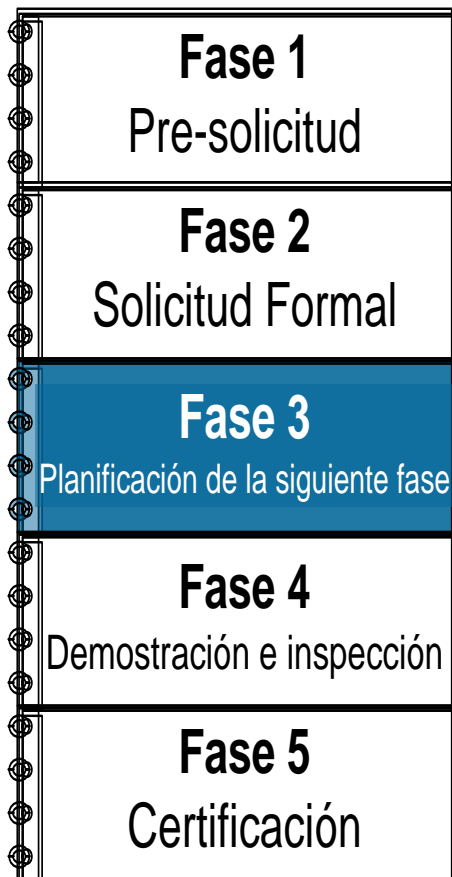 Fase 1
Pre-solicitud
Fase 2
Solicitud Formal
Fase 3
Planificación de la siguiente fase
Fase 4
Demostración e inspección
Fase 5
Certificación